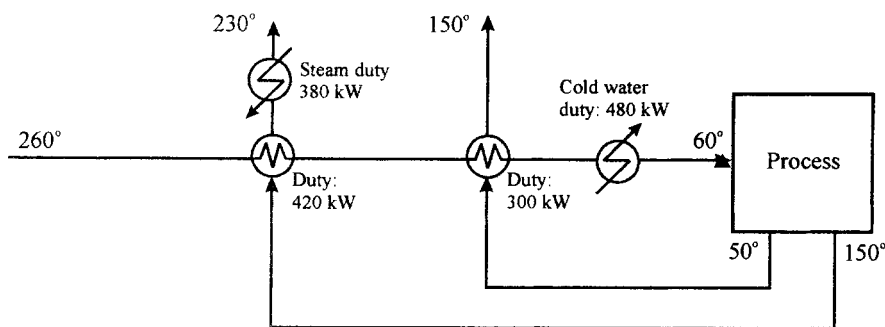 230°
150°
Steam duty
380 kW
Cold water
duty: 480 kW
260°
60°
Process
Duty:
420 kW
Duty:
300 kW
50°
150°